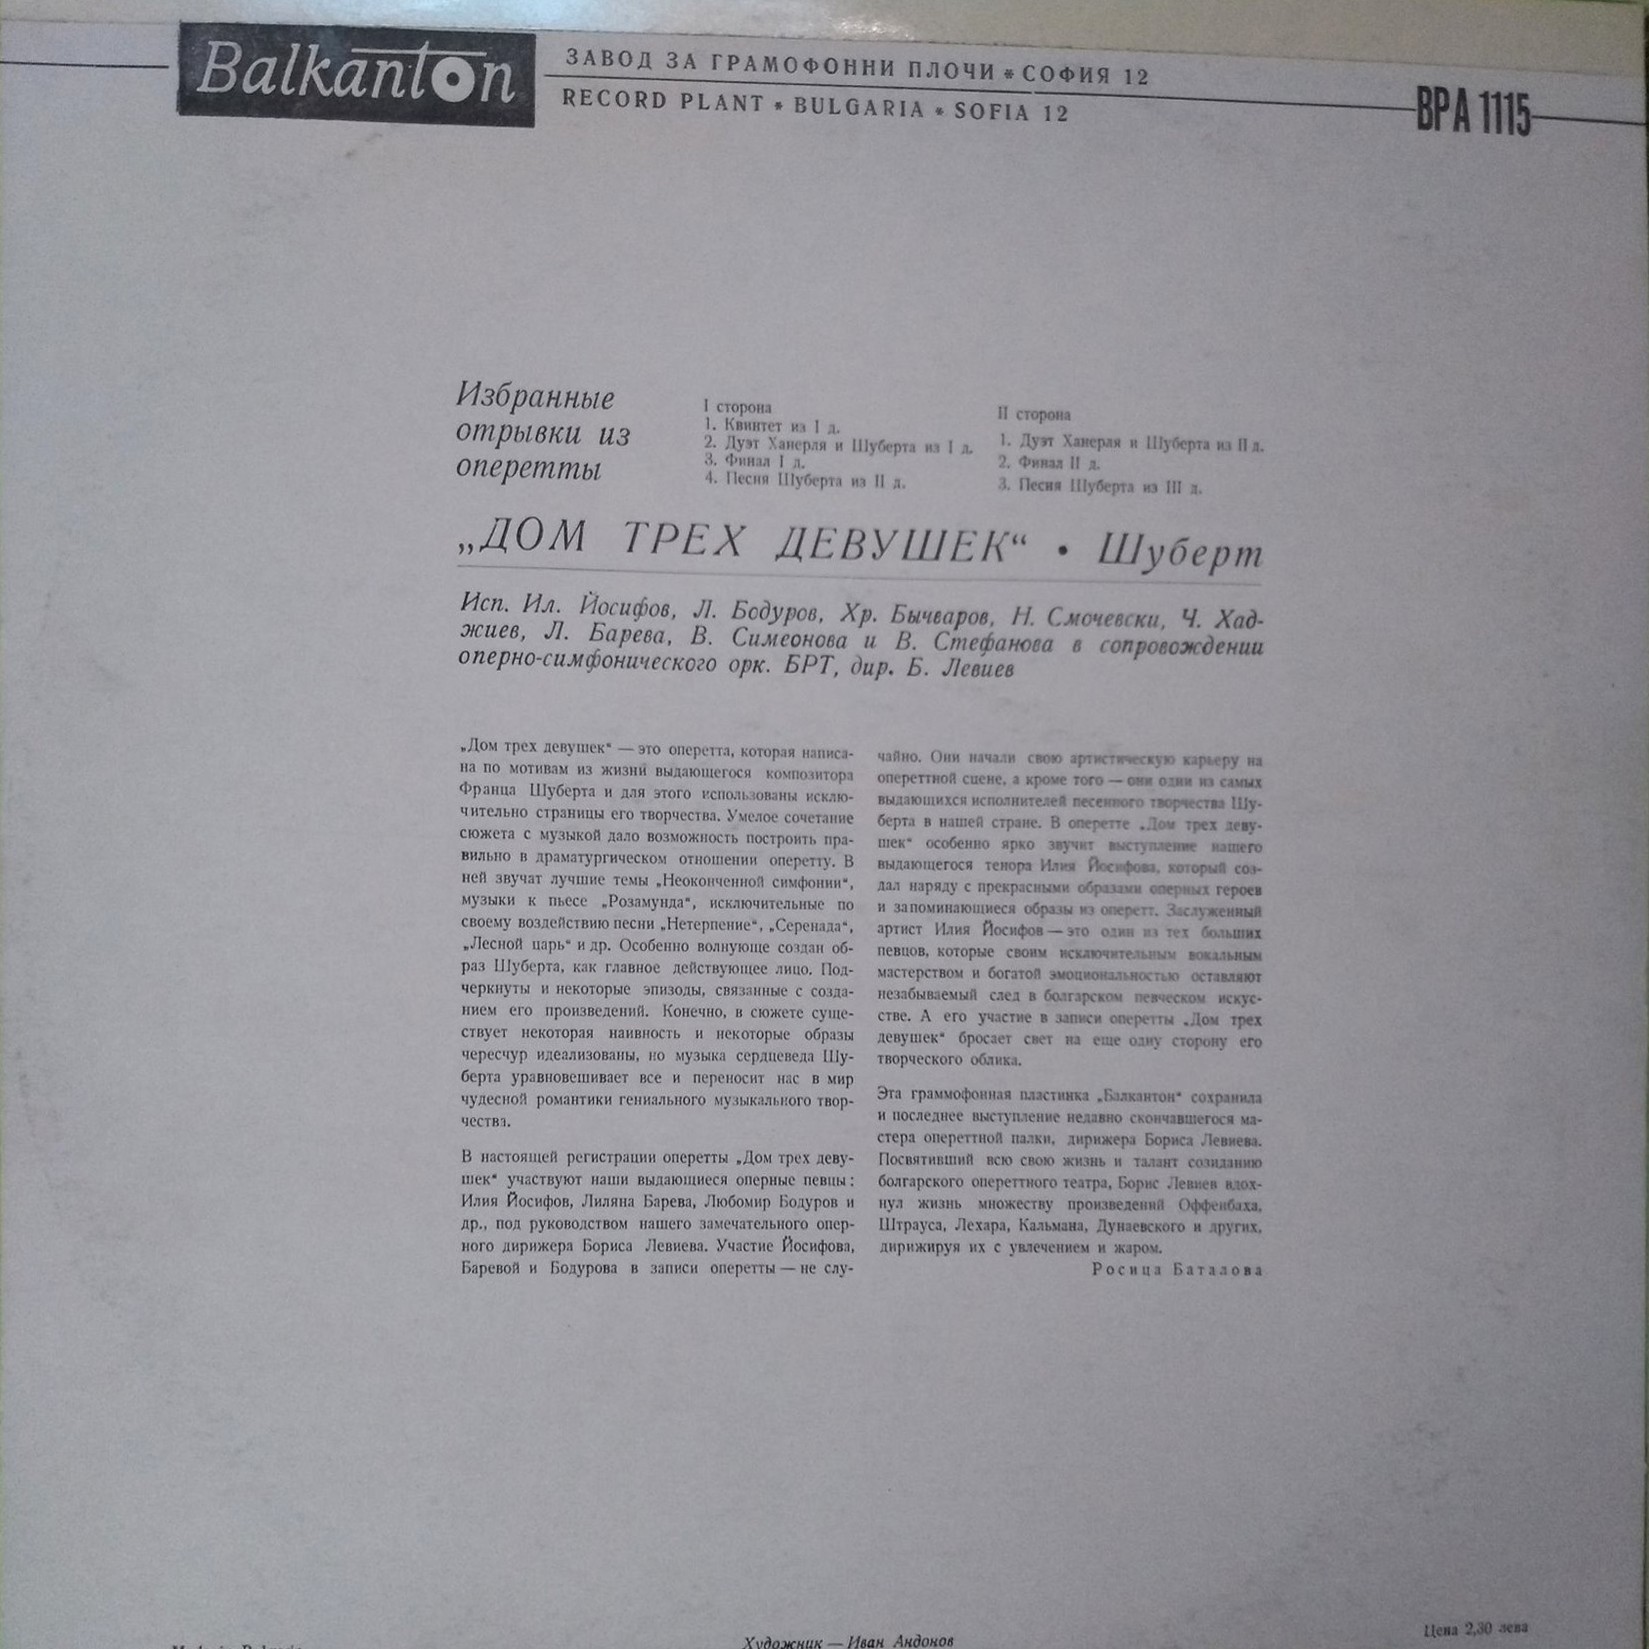 Balkanton
ЗАВОД ЗА ГРАМОФОННИ ПЛОЧИ * СОФИЯ 12
RECORD PLANT * BULGARIA * SOFIA 12
ВРА 1115
Избранные
отрывки из
оперетты
I сторона
1. Квинтет из I д.
2. Дуэт Ханерля и Шуберта из I д.
3. Финал I д.
4. Песня Шуберта из II д.
II сторона
1. Дуэт Ханерля и Шуберта из II д.
2. Финал II д.
3. Песня Шуберта из III д.
„ДОМ ТРЕХ ДЕВУШЕК“ • Шуберт
Исп. Ил. Йосифов, Л. Бодуров, Хр. Бычваров, Н. Смочевски, Ч. Хад-
жиев, Л. Барева, В. Симеонова и В. Стефанова в сопровождении
оперно-симфонического орк. БРТ, дир. Б. Левиев
„Дом трех девушек“ — это оперетта, которая написа-
на по мотивам из жизни выдающегося композитора
Франца Шуберта и для этого использованы исклю-
чительно страницы его творчества. Умелое сочетание
сюжета с музыкой дало возможность построить пра-
вильно в драматургическом отношении оперетту. В
ней звучат лучшие темы „Неоконченной симфонии“,
музыки к пьесе „Розамунда“, исключительные по
своему воздействию песни „Нетерпение“, „Серенада“,
„Лесной царь“ и др. Особенно волнующе создан об-
раз Шуберта, как главное действующее лицо. Под-
черкнуты и некоторые эпизоды, связанные с созда-
нием его произведений. Конечно, в сюжете суще-
ствует некоторая наивность и некоторые образы
чересчур идеализованы, но музыка сердцеведа Шу-
берта уравновешивает все и переносит нас в мир
чудесной романтики гениального музыкального твор-
чества.
В настоящей регистрации оперетты „Дом трех деву-
шек“ участвуют наши выдающиеся оперные певцы:
Илия Йосифов, Лиляна Барева, Любомир Бодуров и
др., под руководством нашего замечательного опер-
ного дирижера Бориса Левиева. Участие Йосифова,
Баревой и Бодурова в записи оперетты — не слу-
чайно. Они начали свою артистическую карьеру на
опереттной сцене, а кроме того — они одни из самых
выдающихся исполнителей песенного творчества Шу-
берта в нашей стране. В оперетте „Дом трех деву-
шек“ особенно ярко звучит выступление нашего
выдающегося тенора Илия Йосифова, который соз-
дал наряду с прекрасными образами оперных героев
и запоминающиеся образы из оперетт. Заслуженный
артист Илия Йосифов — это один из тех больших
певцов, которые своим исключительным вокальным
мастерством и богатой эмоциональностью оставляют
незабываемый след в болгарском певческом искус-
стве. А его участие в записи оперетты „Дом трех
девушек“ бросает свет на еще одну сторону его
творческого облика.
Эта граммофонная пластинка „Балкантон“ сохранила
и последнее выступление недавно скончавшегося ма-
стера опереттной палки, дирижера Бориса Левиева.
Посвятивший всю свою жизнь и талант созиданию
болгарского опереттного театра, Борис Левиев вдох-
нул жизнь множеству произведений Оффенбаха,
Штрауса, Лехара, Кальмана, Дунаевского и других,
дирижируя их с увлечением и жаром.
Росица Баталова
Художник — Иван Андонов
Цена 2,30 лева